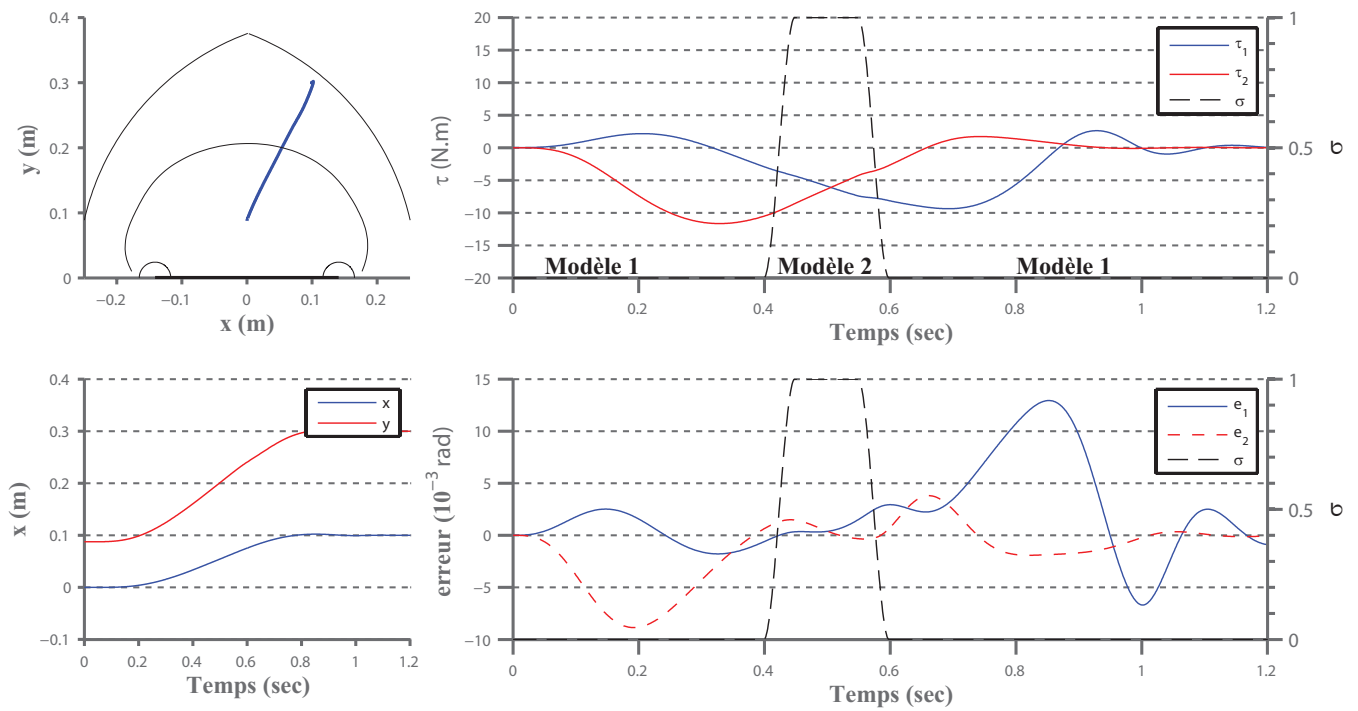 0.4
0.3
0.2
0.1
0
y (m)
−0.2
−0.1
0
0.1
0.2
x (m)
20
15
10
5
0
−5
−10
−15
−20
τ (N.m)
τ1
τ2
σ
1
0.5
0
σ
Modèle 1
Modèle 2
Modèle 1
0
0.2
0.4
0.6
0.8
1
1.2
Temps (sec)
0.4
0.3
0.2
0.1
0
−0.1
x (m)
x
y
0
0.2
0.4
0.6
0.8
1
1.2
Temps (sec)
15
10
5
0
−5
−10
erreur (10⁻³ rad)
e1
e2
σ
1
0.5
0
σ
0
0.2
0.4
0.6
0.8
1
1.2
Temps (sec)